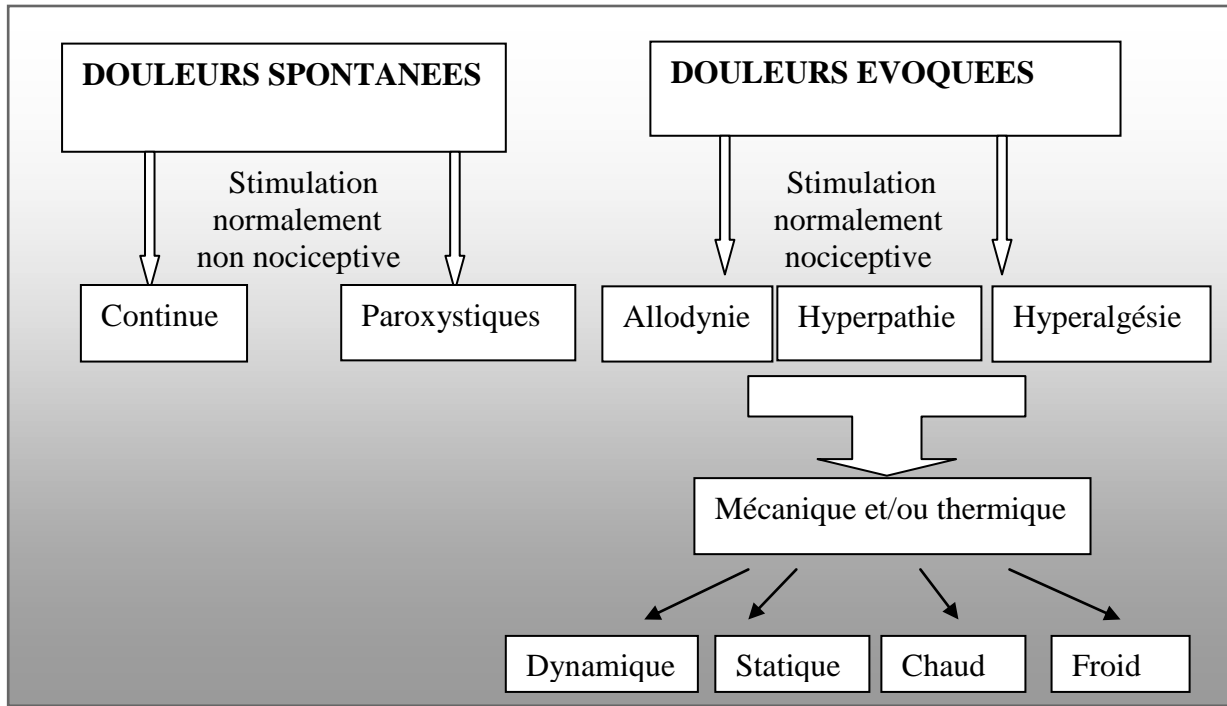 DOULEURS SPONTANEES
DOULEURS EVOQUEES
Stimulation
normalement
non nociceptive
Stimulation
normalement
nociceptive
Continue
Paroxystiques
Allodynie
Hyperpathie
Hyperalgésie
Mécanique et/ou thermique
Dynamique
Statique
Chaud
Froid